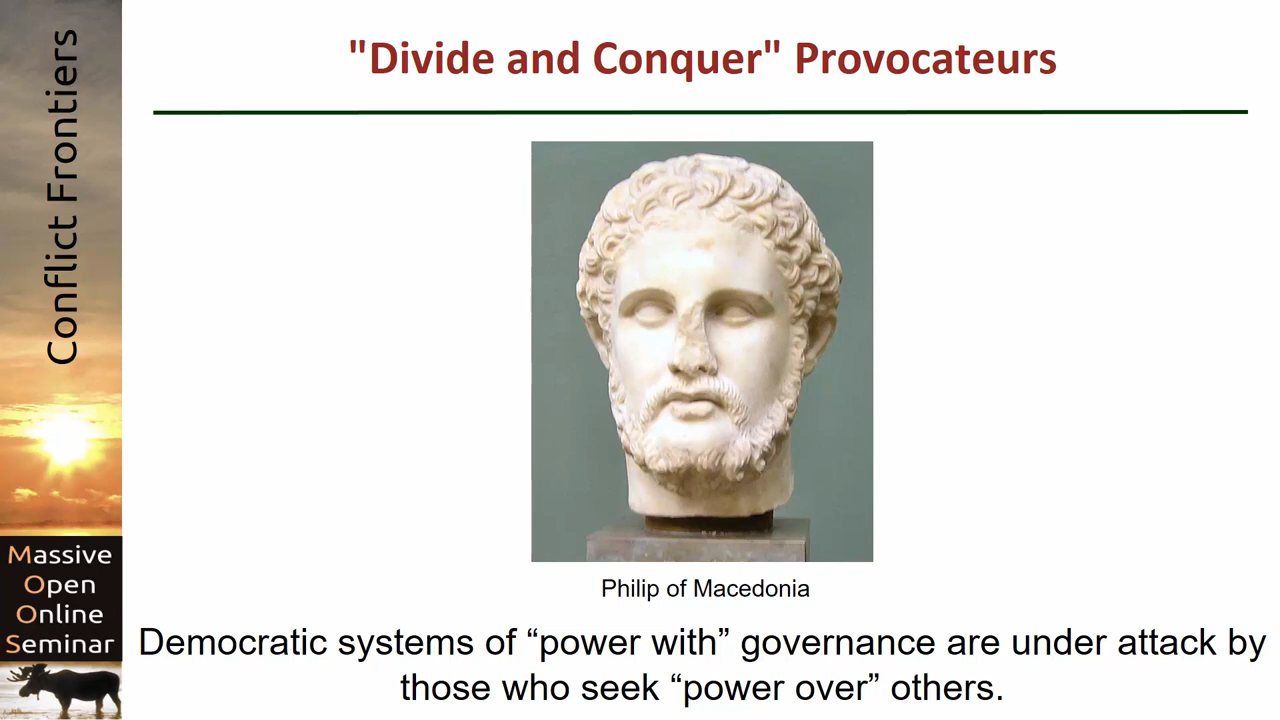 Conflict Frontiers
"Divide and Conquer" Provocateurs
Philip of Macedonia
Democratic systems of “power with” governance are under attack by
those who seek “power over” others.
Massive
Open
Online
Seminar